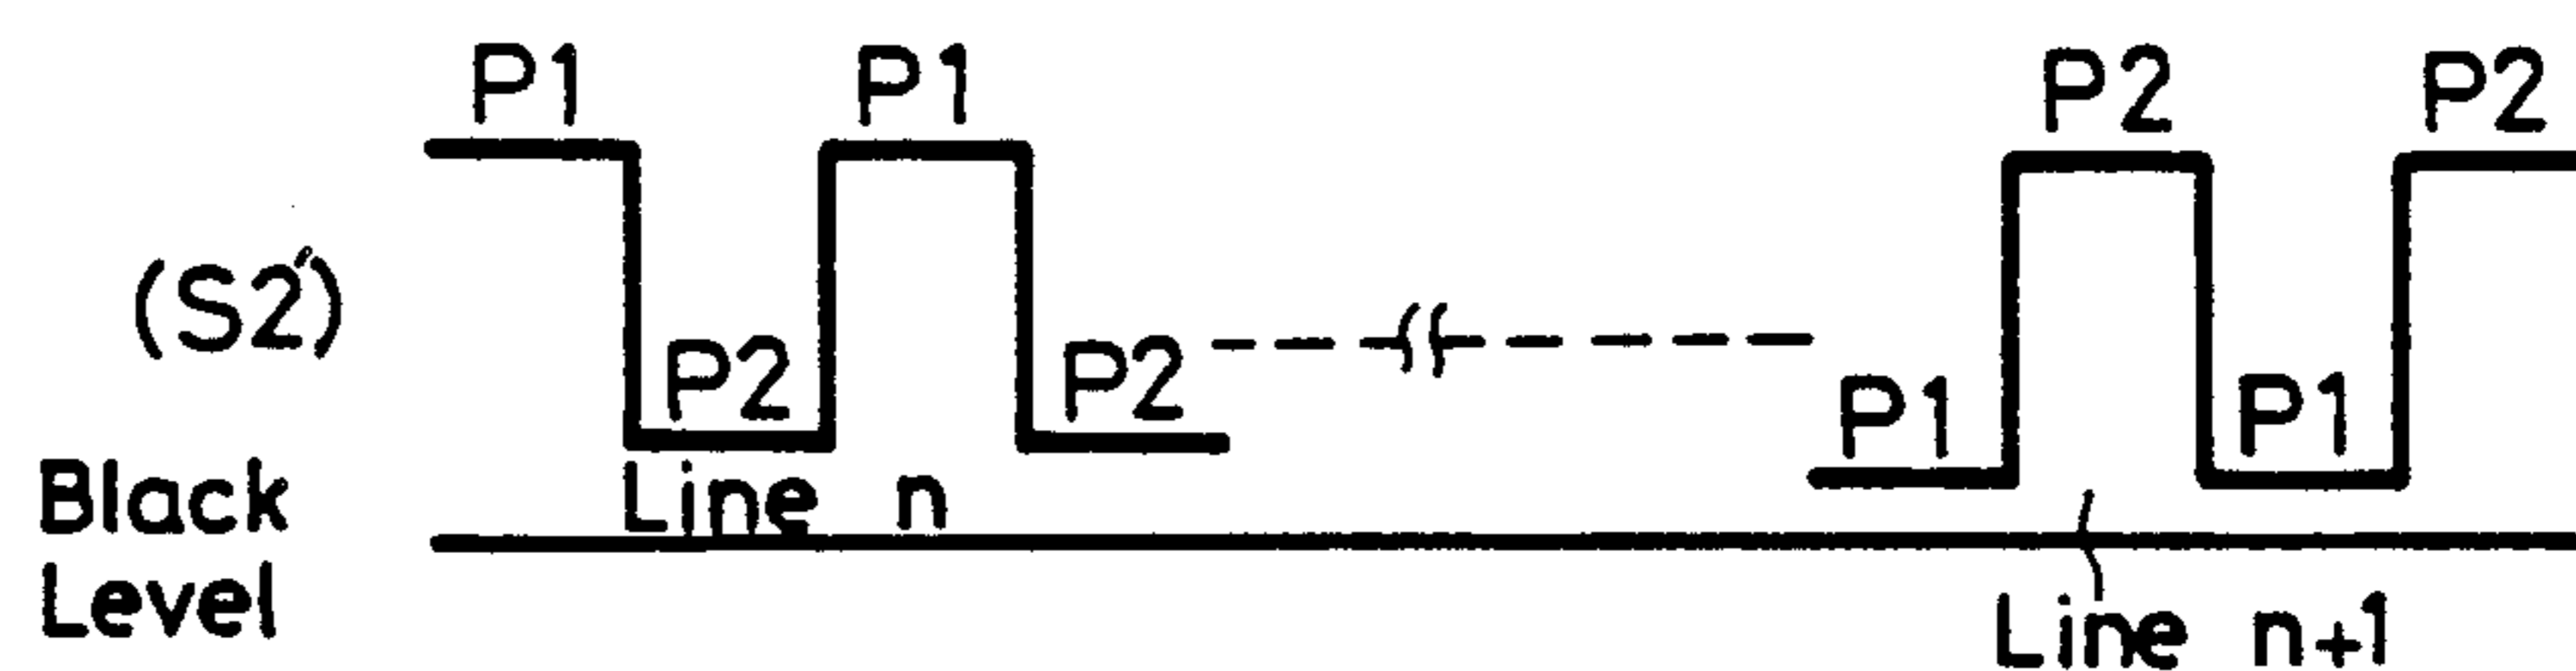 P1 P1 P2 P2
(S2')
P2 P2 P1 P1
Black
Level
Line n
Line n+1